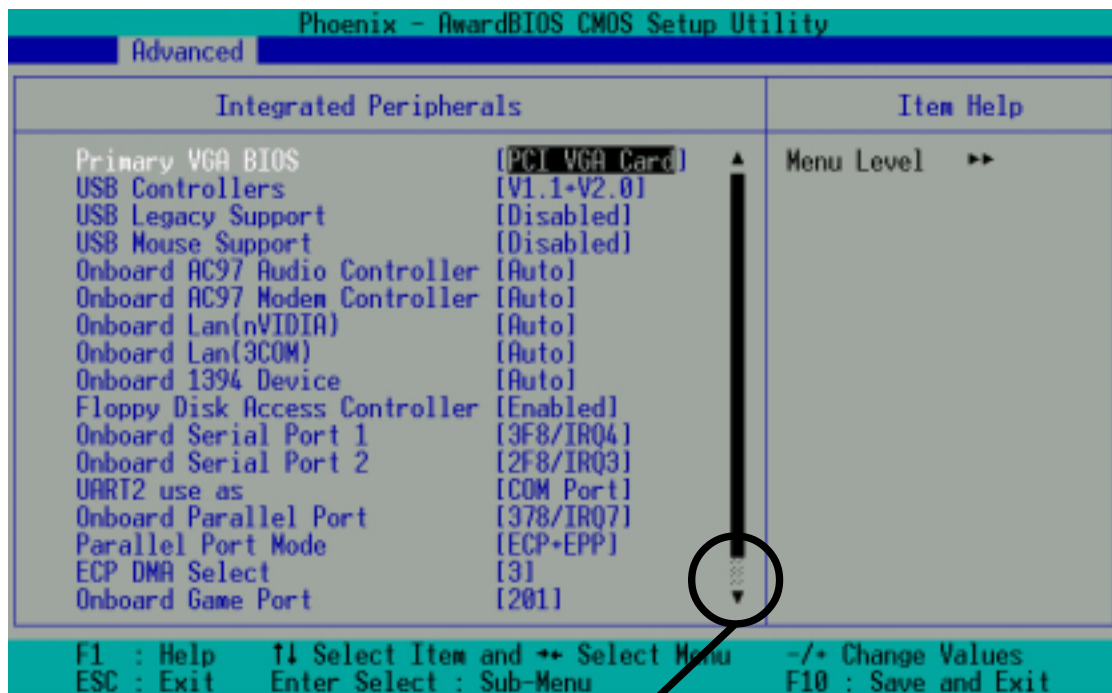 Phoenix - AwardBIOS CMOS Setup Utility
Advanced
Integrated Peripherals
Item Help
Primary VGA BIOS [PCI VGA Card]
Menu Level ▸▸
USB Controllers [V1.1+V2.0]
USB Legacy Support [Disabled]
USB Mouse Support [Disabled]
Onboard AC97 Audio Controller [Auto]
Onboard AC97 Modem Controller [Auto]
Onboard Lan(nVIDIA) [Auto]
Onboard Lan(3COM) [Auto]
Onboard 1394 Device [Auto]
Floppy Disk Access Controller [Enabled]
Onboard Serial Port 1 [3F8/IRQ4]
Onboard Serial Port 2 [2F8/IRQ3]
UART2 use as [COM Port]
Onboard Parallel Port [378/IRQ7]
Parallel Port Mode [ECP+EPP]
ECP DMA Select [3]
Onboard Game Port [201]
F1 : Help ↑↓ Select Item and ←→ Select Menu -/+ Change Values
ESC : Exit Enter Select : Sub-Menu F10 : Save and Exit